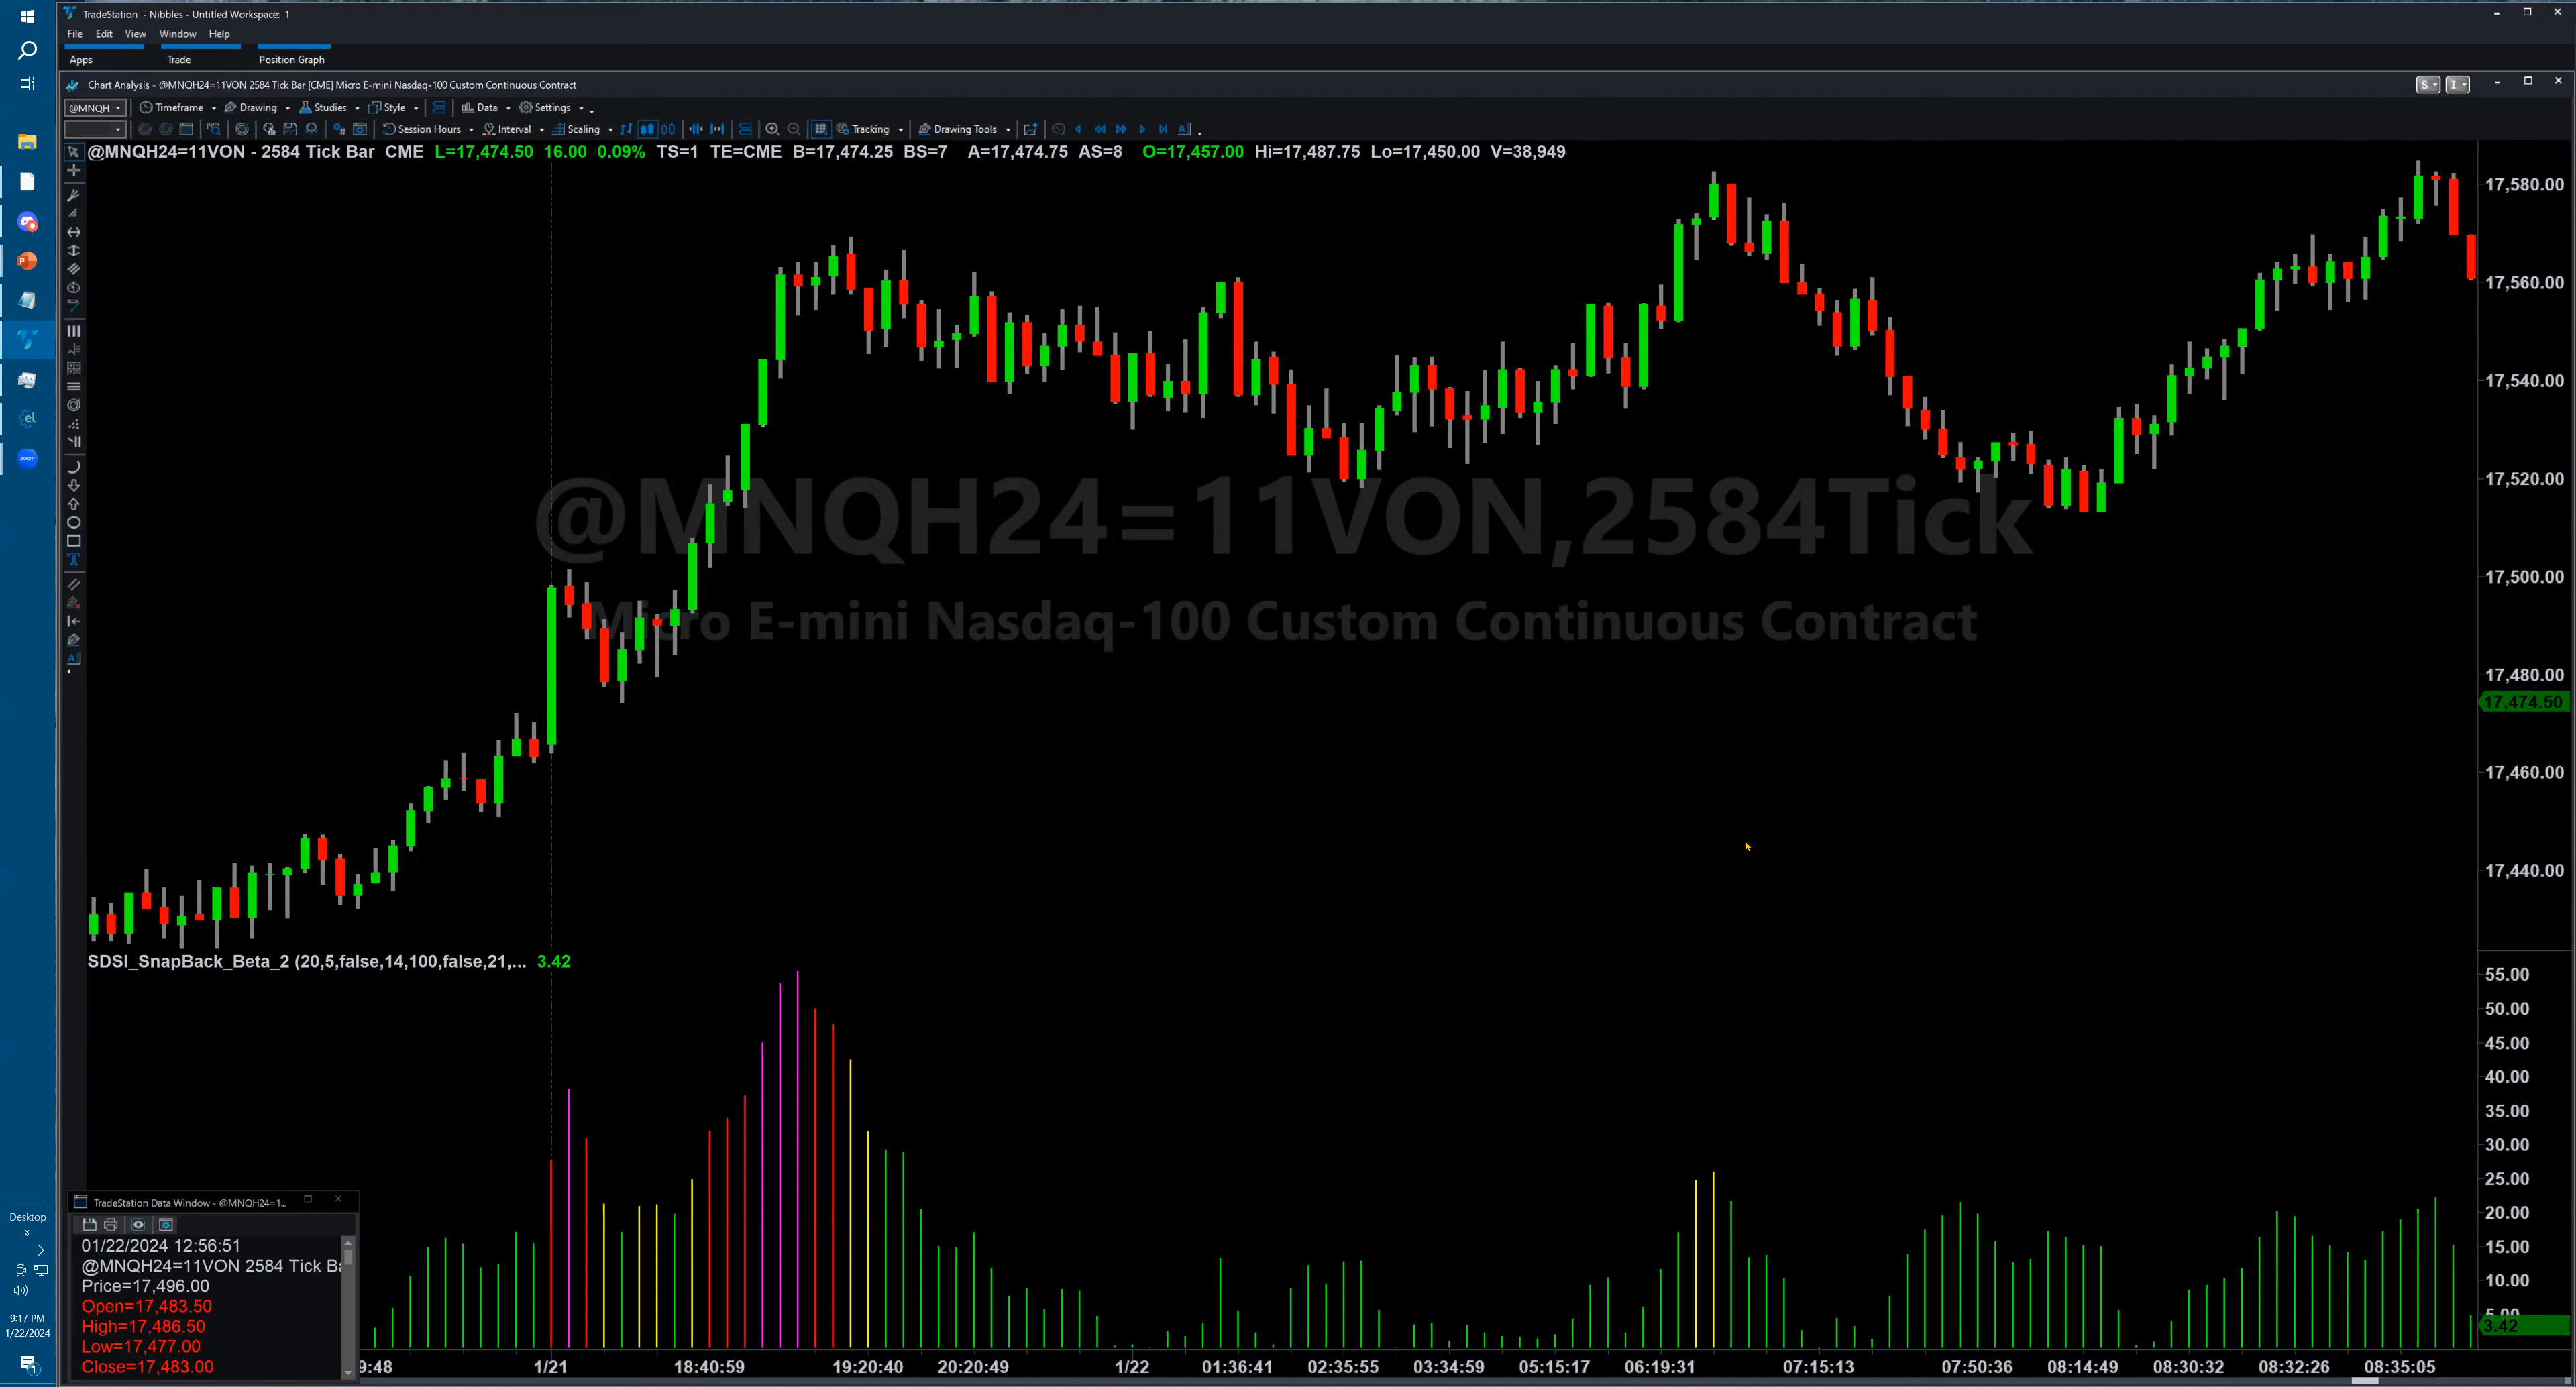 TradeStation - Nibbles - Untitled Workspace: 1
File Edit View Window Help
Apps Trade Position Graph
Chart Analysis - @MNQH24=11VON 2584 Tick Bar [CME] Micro E-mini Nasdaq-100 Custom Continuous Contract
S I
@MNQH Timeframe Drawing Studies Style Data Settings
Session Hours Interval Scaling Tracking Drawing Tools
@MNQH24=11VON - 2584 Tick Bar CME L=17,474.50 16.00 0.09% TS=1 TE=CME B=17,474.25 BS=7 A=17,474.75 AS=8 O=17,457.00 Hi=17,487.75 Lo=17,450.00 V=38,949
17,580.00
17,560.00
17,540.00
17,520.00
17,500.00
17,480.00
17,474.50
17,460.00
17,440.00
@MNQH24=11VON,2584Tick
Micro E-mini Nasdaq-100 Custom Continuous Contract
SDSI_SnapBack_Beta_2 (20,5,false,14,100,false,21,... 3.42
55.00
50.00
45.00
40.00
35.00
30.00
25.00
20.00
15.00
10.00
5.00
3.42
TradeStation Data Window - @MNQH24=1...
01/22/2024 12:56:51
@MNQH24=11VON 2584 Tick Ba
Price=17,496.00
Open=17,483.50
High=17,486.50
Low=17,477.00
Close=17,483.00
9:48 1/21 18:40:59 19:20:40 20:20:49 1/22 01:36:41 02:35:55 03:34:59 05:15:17 06:19:31 07:15:13 07:50:36 08:14:49 08:30:32 08:32:26 08:35:05
el
zoom
Desktop
9:17 PM
1/22/2024
1